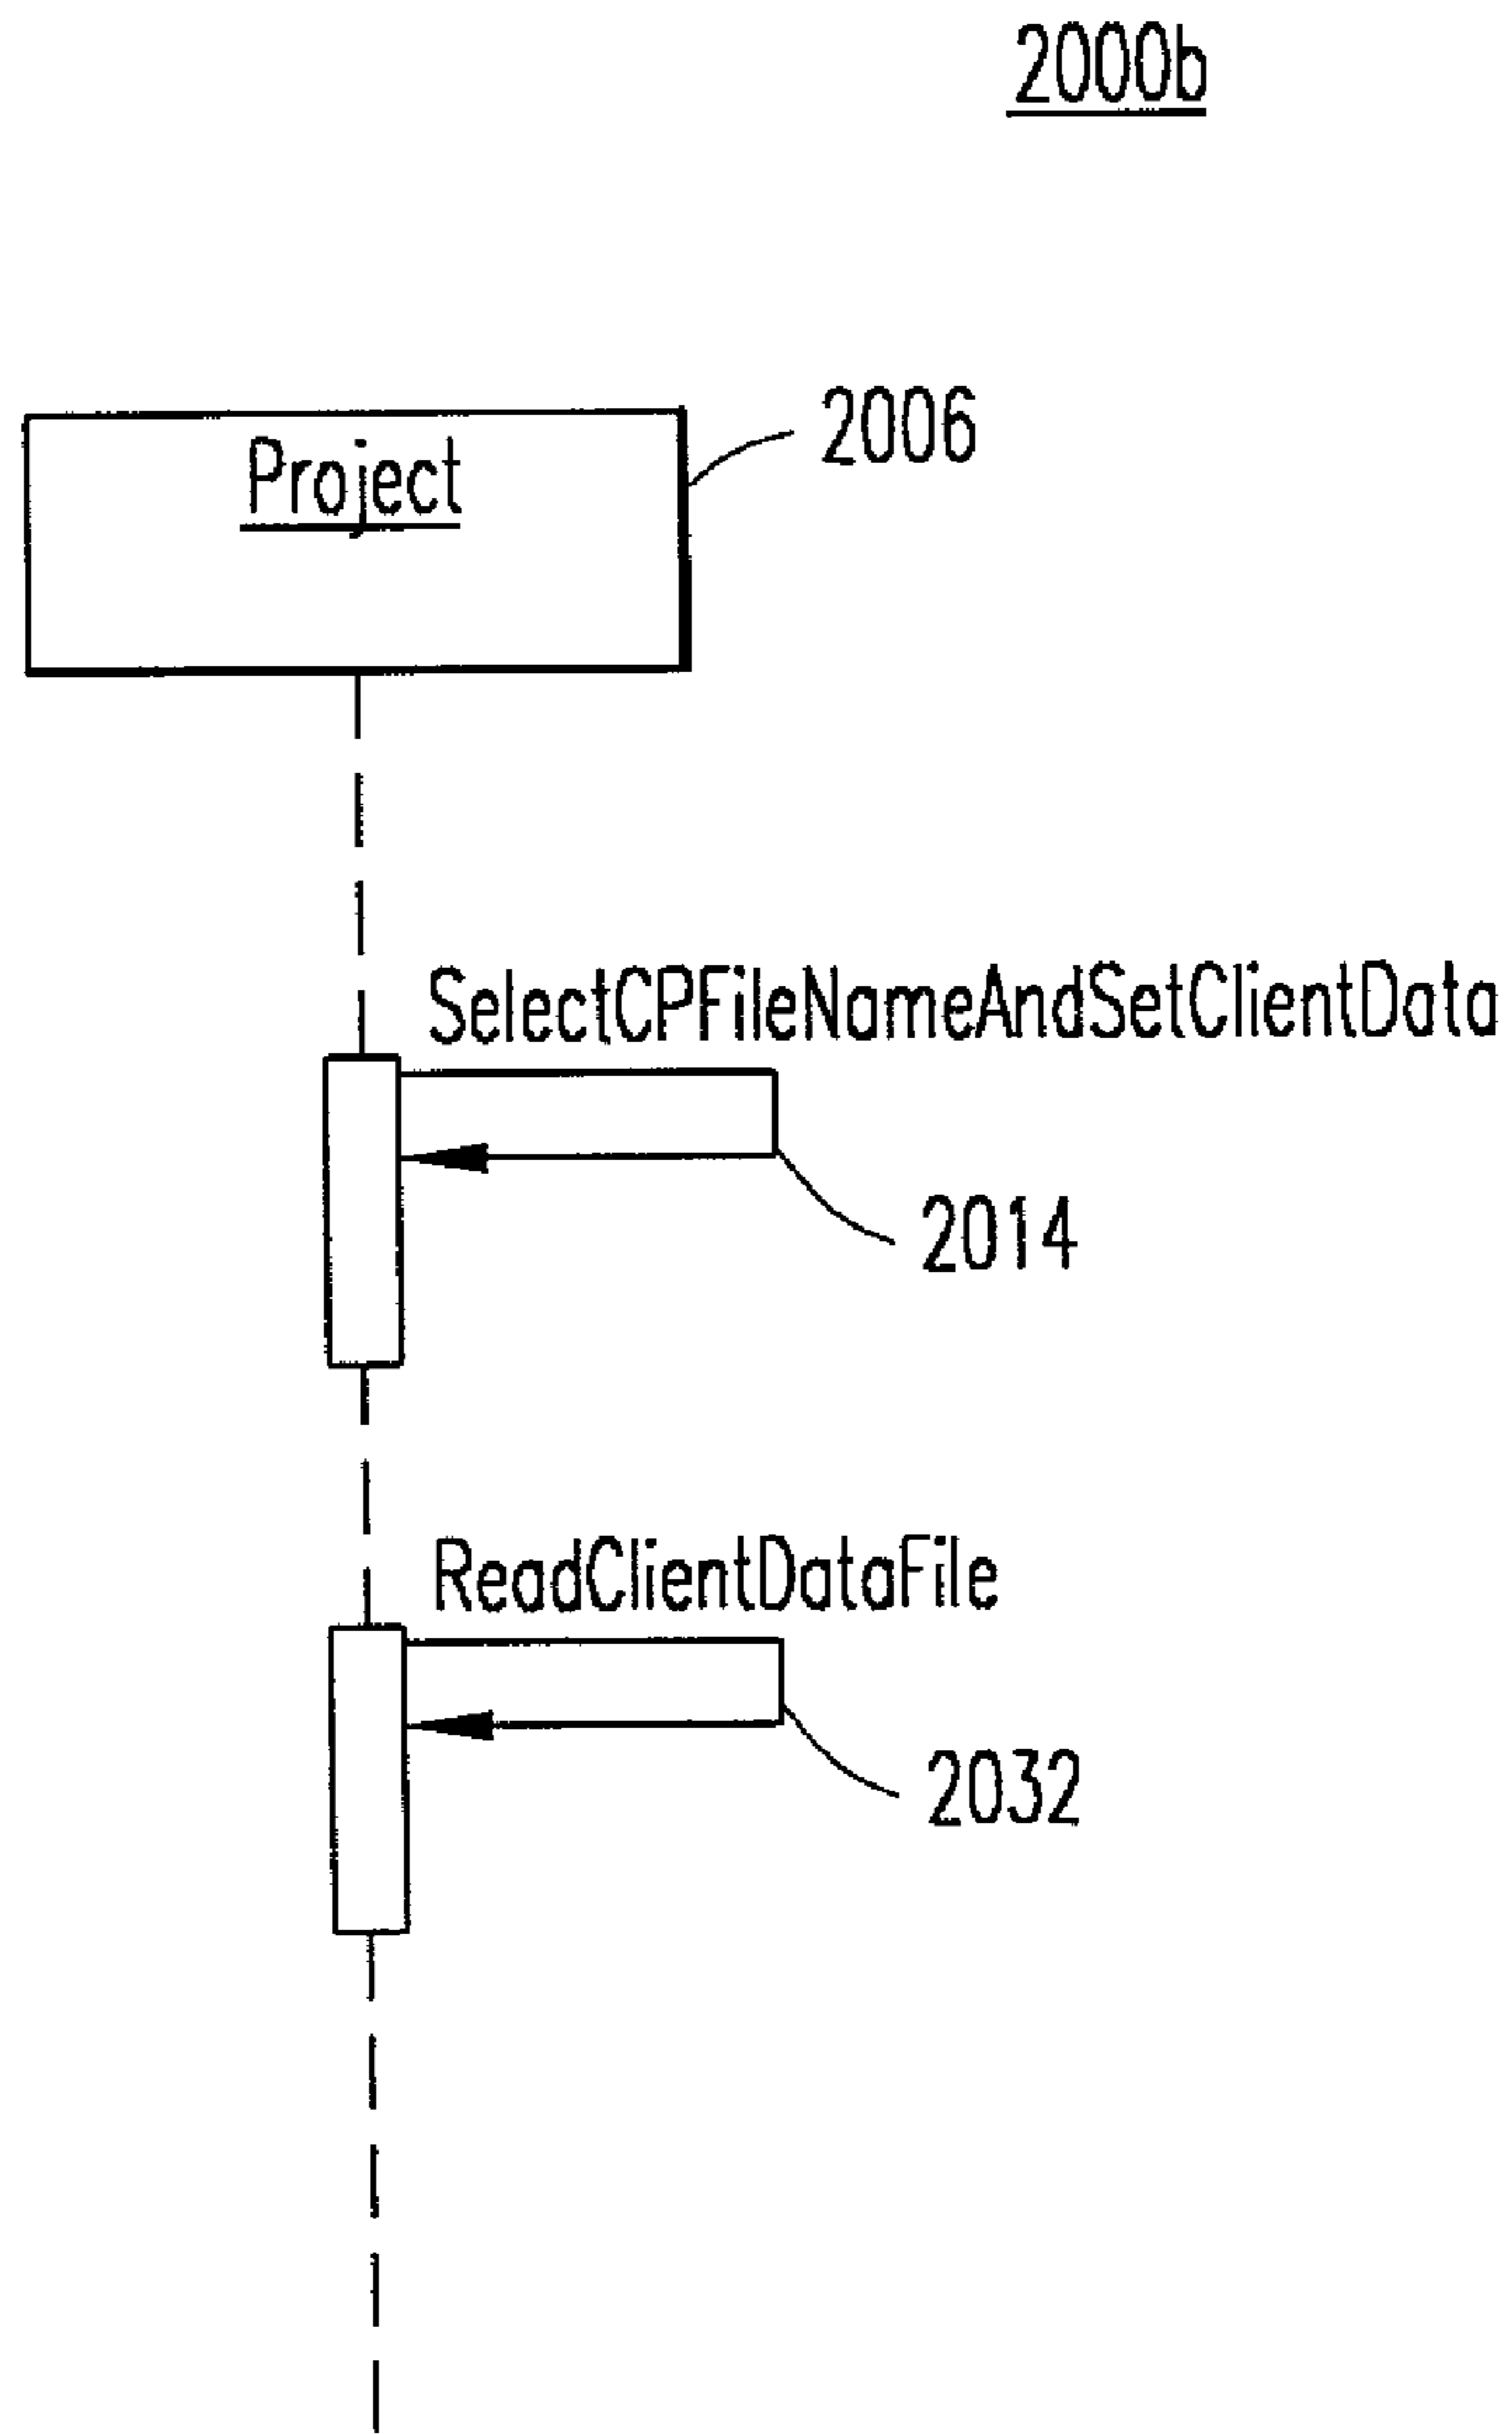 2000b
2006
Project
SelectCPFileNameAndSetClientData
2014
ReadClientDataFile
2032